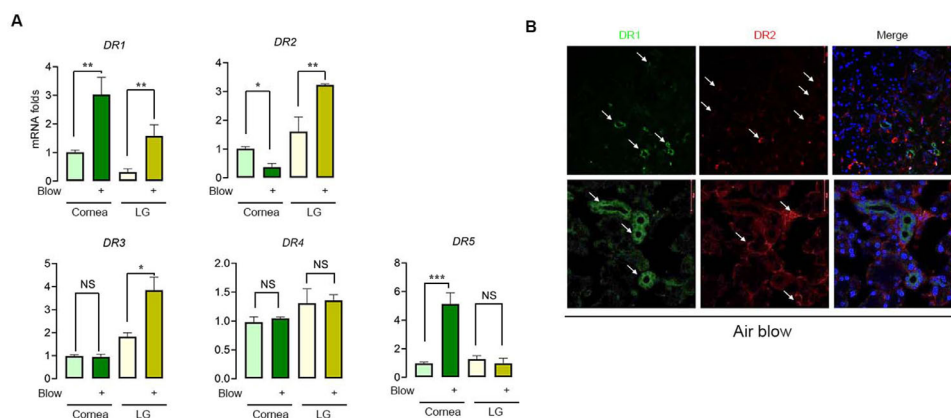 A
DR1
mRNA folds
4
3
2
1
0
**
**
Blow
+
+
Cornea
LG
DR2
4
3
2
1
0
*
**
Blow
+
+
Cornea
LG
DR3
5
4
3
2
1
0
NS
*
Blow
+
+
Cornea
LG
DR4
2.0
1.5
1.0
0.5
0.0
NS
NS
Blow
+
+
Cornea
LG
DR5
8
6
4
2
0
***
NS
Blow
+
+
Cornea
LG
B
DR1
DR2
Merge
Air blow